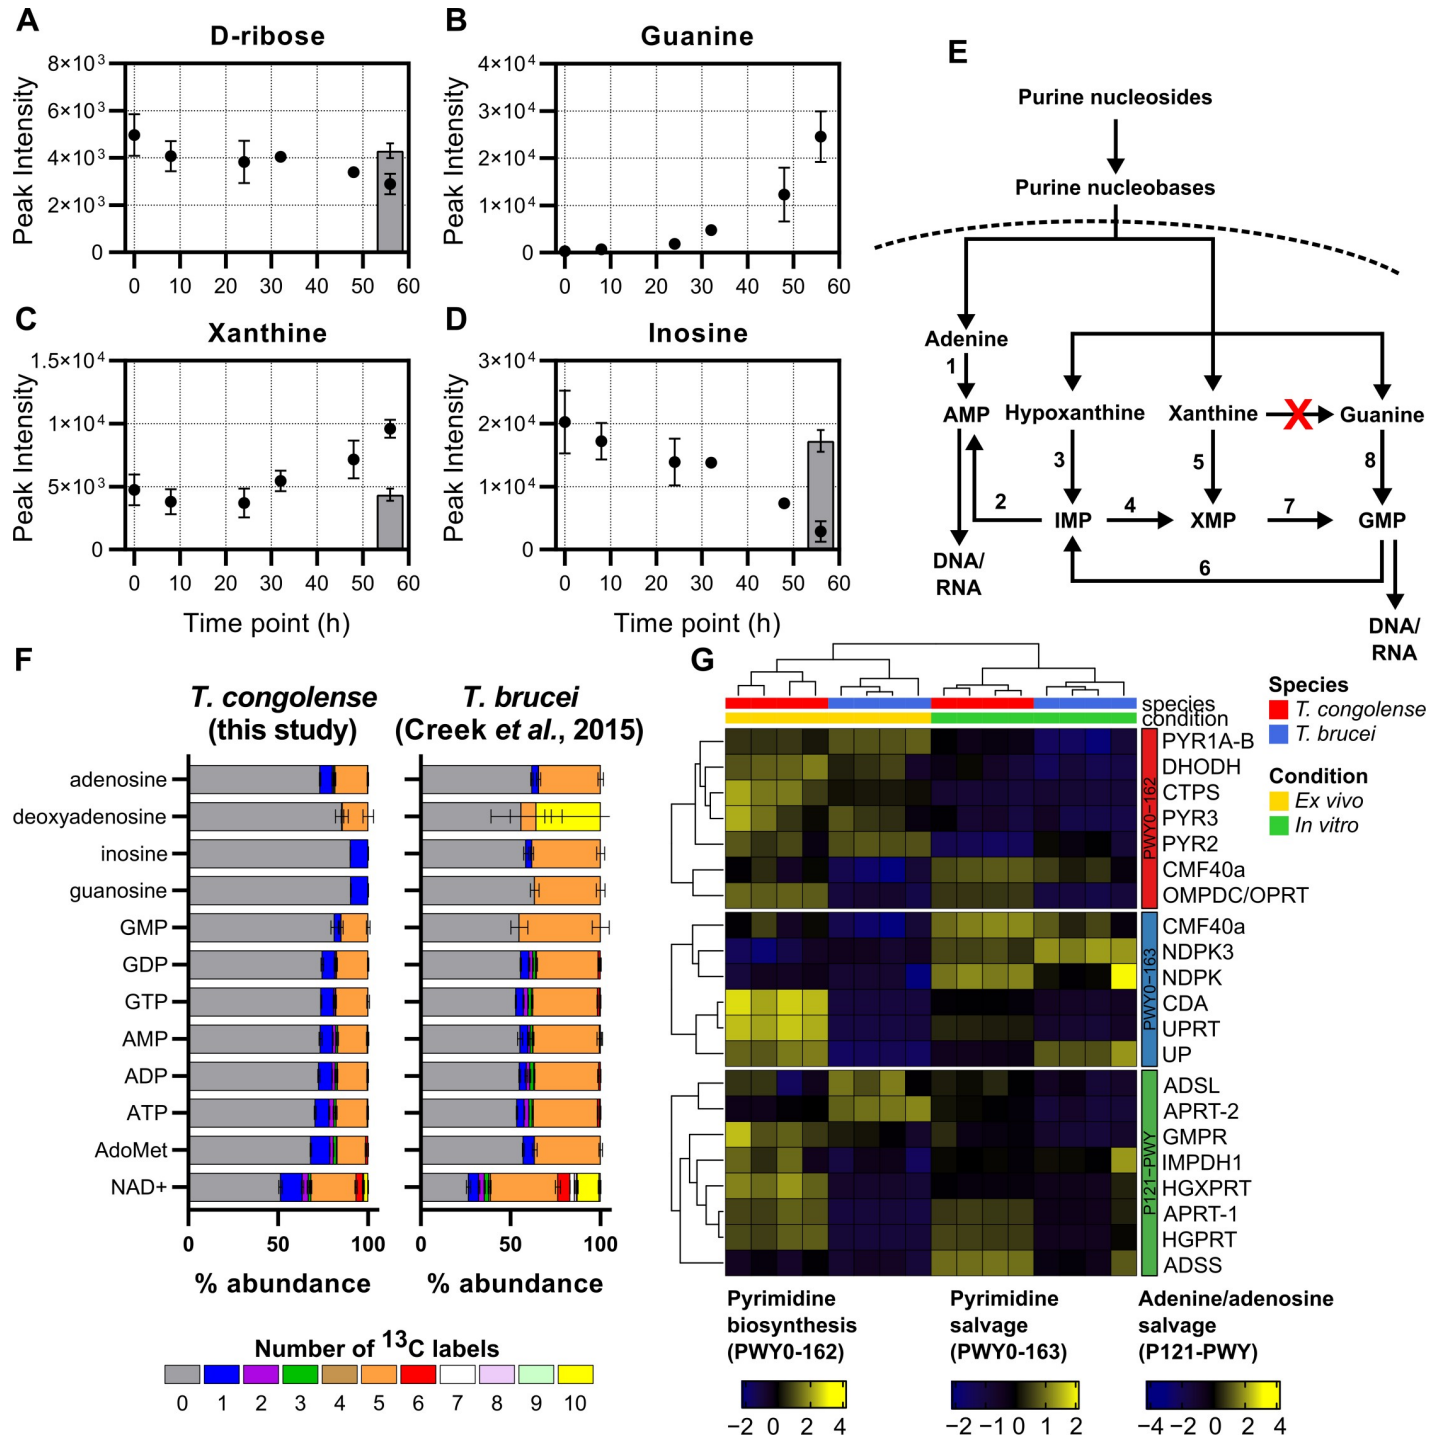 A
D-ribose
8×10³
6×10³
4×10³
2×10³
0
Peak Intensity
0 10 20 30 40 50 60
B
Guanine
4×10⁴
3×10⁴
2×10⁴
1×10⁴
0
Peak Intensity
0 10 20 30 40 50 60
C
Xanthine
1.5×10⁴
1×10⁴
5×10³
0
Peak Intensity
0 10 20 30 40 50 60
Time point (h)
D
Inosine
3×10⁴
2×10⁴
1×10⁴
0
Peak Intensity
0 10 20 30 40 50 60
Time point (h)
E
Purine nucleosides
Purine nucleobases
Adenine
1
AMP Hypoxanthine Xanthine X Guanine
3 5 8
2 4 7
IMP XMP GMP
6
DNA/
RNA
DNA/
RNA
F
T. congolense
(this study)
T. brucei
(Creek et al., 2015)
adenosine
deoxyadenosine
inosine
guanosine
GMP
GDP
GTP
AMP
ADP
ATP
AdoMet
NAD+
0 50 100
% abundance
0 50 100
% abundance
Number of ¹³C labels
0 1 2 3 4 5 6 7 8 9 10
G
species
condition
Species
T. congolense
T. brucei
Condition
Ex vivo
In vitro
PWY0−162
PYR1A-B
DHODH
CTPS
PYR3
PYR2
CMF40a
OMPDC/OPRT
PWY0−163
CMF40a
NDPK3
NDPK
CDA
UPRT
UP
P121−PWY
ADSL
APRT-2
GMPR
IMPDH1
HGXPRT
APRT-1
HGPRT
ADSS
Pyrimidine
biosynthesis
(PWY0-162)
−2 0 2 4
Pyrimidine
salvage
(PWY0-163)
−2 −1 0 1 2
Adenine/adenosine
salvage
(P121-PWY)
−4 −2 0 2 4